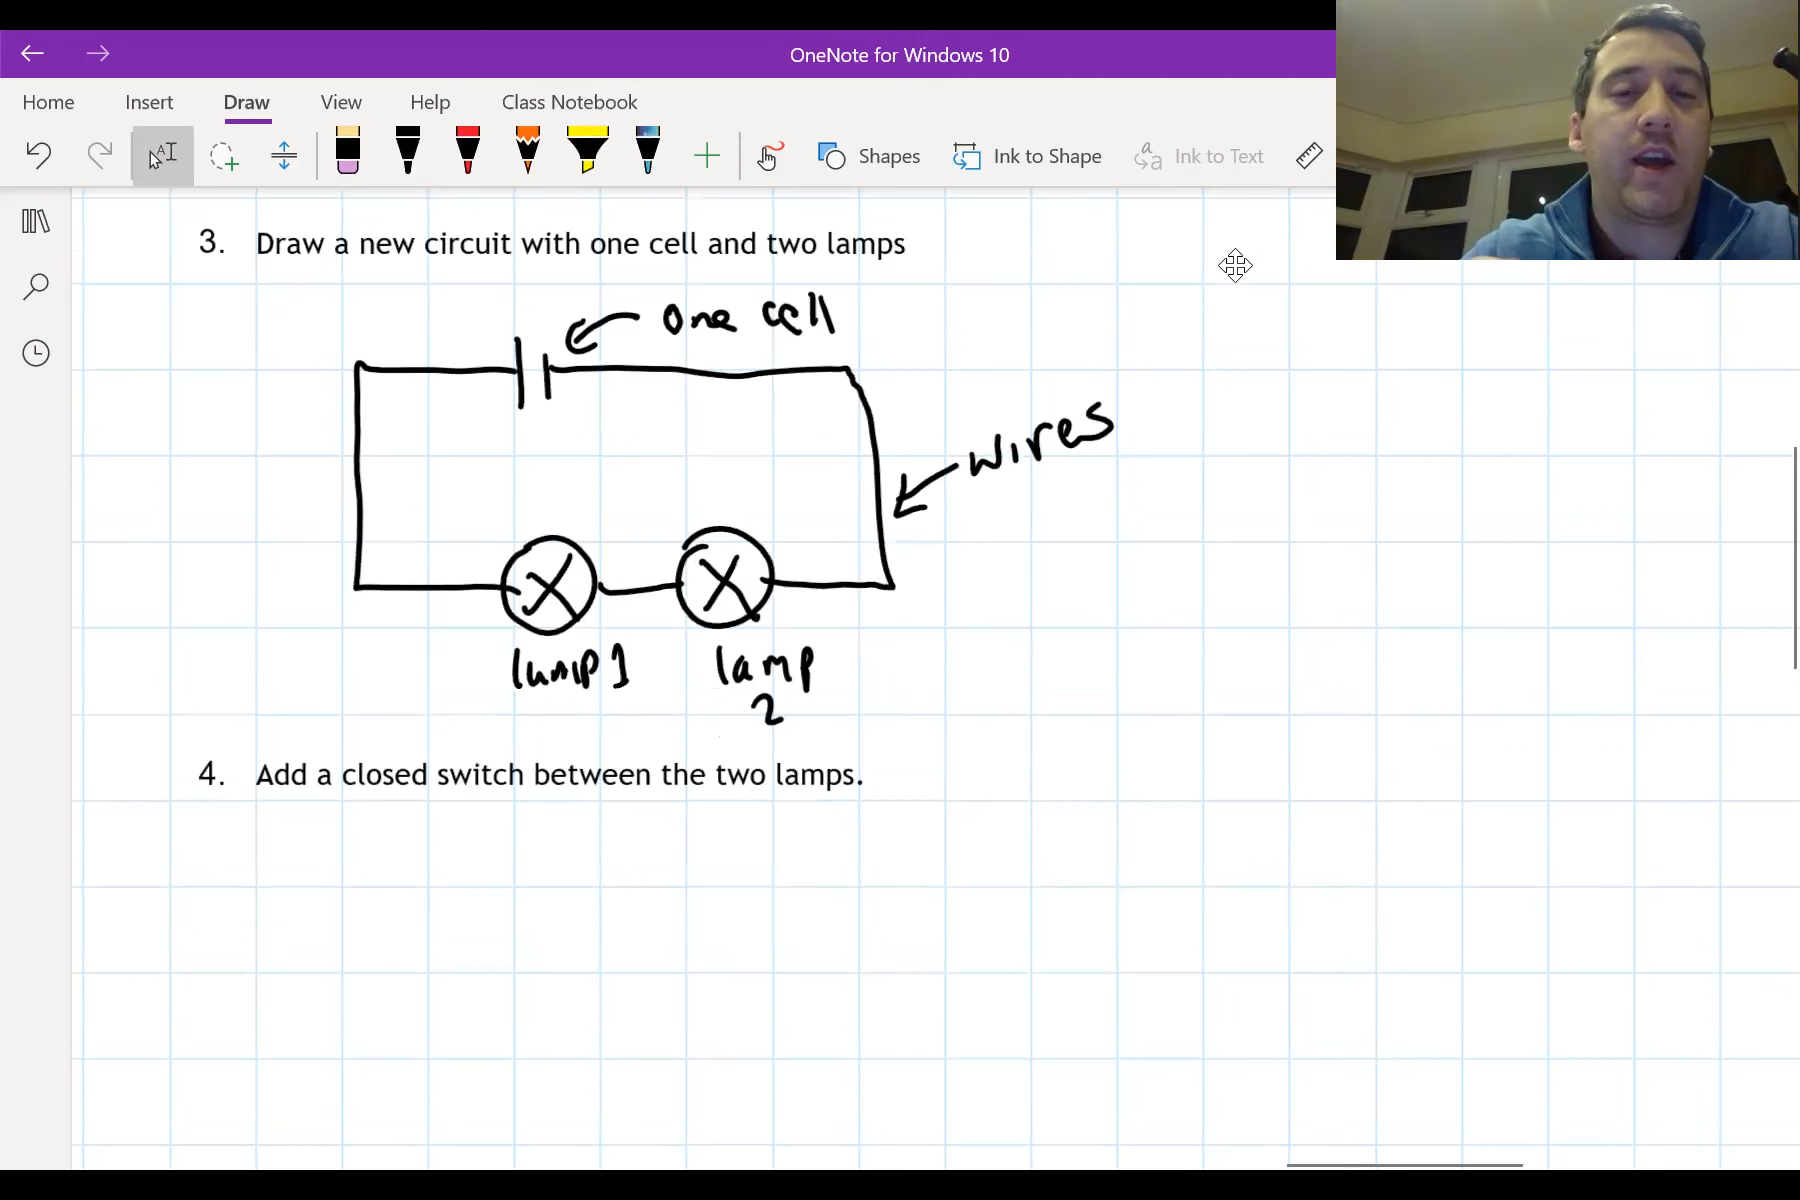 OneNote for Windows 10
Home Insert Draw View Help Class Notebook
Shapes Ink to Shape Ink to Text
3. Draw a new circuit with one cell and two lamps
One cell
wires
lamp 1
lamp
2
4. Add a closed switch between the two lamps.